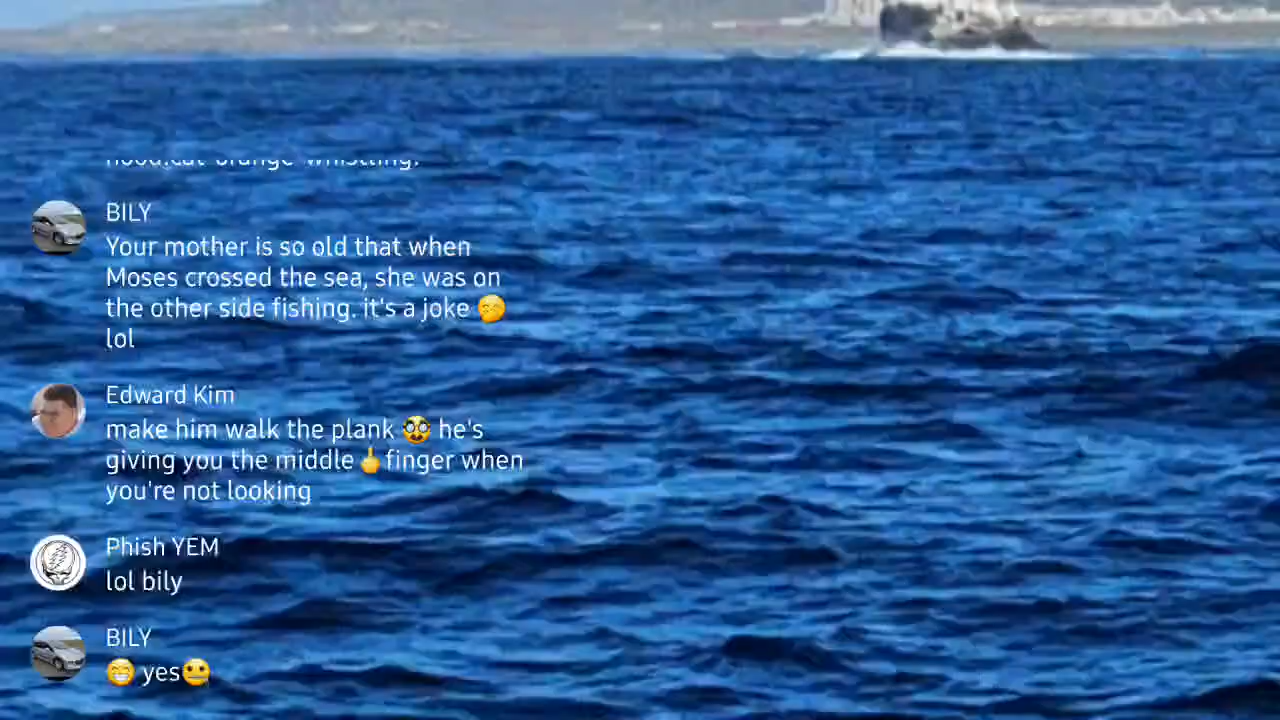 BILY
Your mother is so old that when
Moses crossed the sea, she was on
the other side fishing. it's a joke 🤭
lol
Edward Kim
make him walk the plank 🥸 he's
giving you the middle🖕finger when
you're not looking
Phish YEM
lol bily
BILY
😁 yes🤐